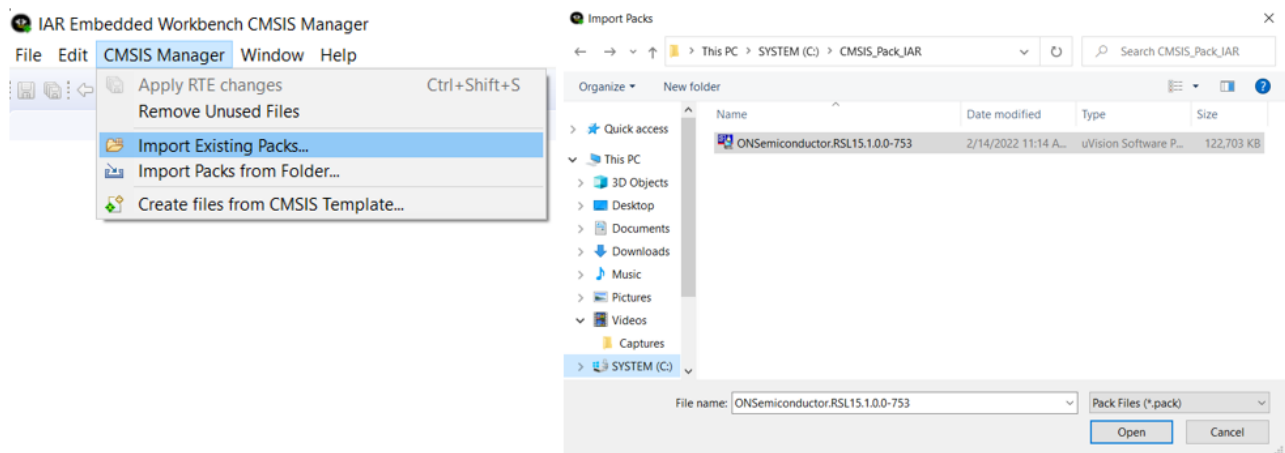 IAR Embedded Workbench CMSIS Manager
File Edit CMSIS Manager Window Help
Apply RTE changes Ctrl+Shift+S
Remove Unused Files
Import Existing Packs...
Import Packs from Folder...
Create files from CMSIS Template...
Import Packs
This PC > SYSTEM (C:) > CMSIS_Pack_IAR
Search CMSIS_Pack_IAR
Organize New folder
Name Date modified Type Size
ONSemiconductor.RSL15.1.0.0-753 2/14/2022 11:14 A... uVision Software P... 122,703 KB
Quick access
This PC
3D Objects
Desktop
Documents
Downloads
Music
Pictures
Videos
Captures
SYSTEM (C:)
File name: ONSemiconductor.RSL15.1.0.0-753 Pack Files (*.pack)
Open Cancel